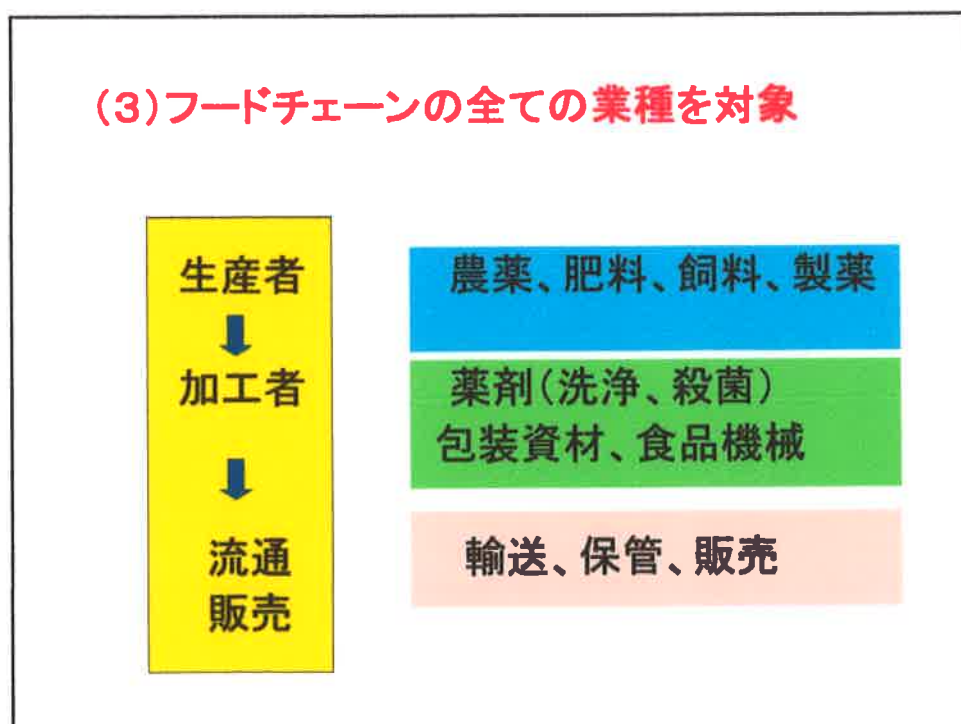 (3)フードチェーンの全ての業種を対象
生産者
加工者
流通
販売
農薬、肥料、飼料、製薬
薬剤(洗浄、殺菌)
包装資材、食品機械
輸送、保管、販売